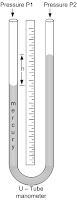 Pressure P1
Pressure P2
h
mercury
U - Tube
manometer